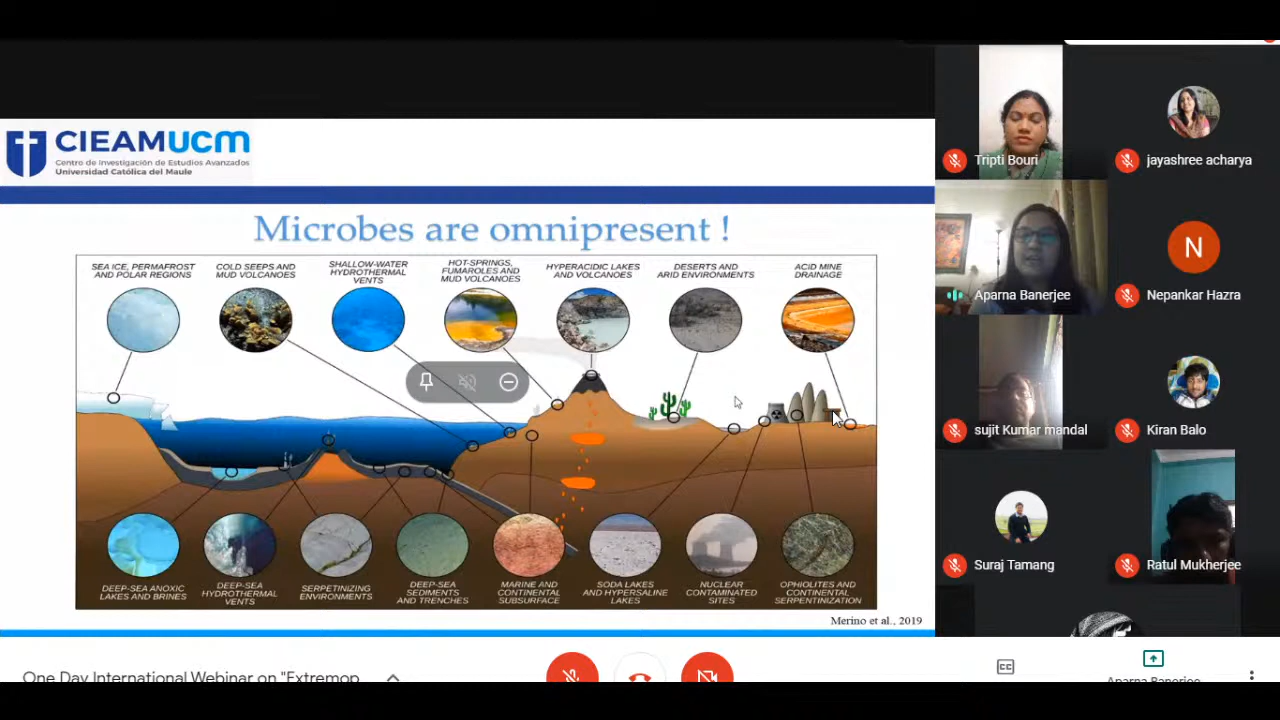 CIEAMUCM
Centro de Investigación de Estudios Avanzados
Universidad Católica del Maule
Microbes are omnipresent !
SEA ICE, PERMAFROST
AND POLAR REGIONS
COLD SEEPS AND
MUD VOLCANOES
SHALLOW-WATER
HYDROTHERMAL
VENTS
HOT-SPRINGS,
FUMAROLES AND
MUD VOLCANOES
HYPERACIDIC LAKES
AND VOLCANOES
DESERTS AND
ARID ENVIRONMENTS
ACID MINE
DRAINAGE
DEEP-SEA ANOXIC
LAKES AND BRINES
DEEP-SEA
HYDROTHERMAL
VENTS
SERPETINIZING
ENVIRONMENTS
DEEP-SEA
SEDIMENTS
AND TRENCHES
MARINE AND
CONTINENTAL
SUBSURFACE
SODA LAKES
AND HYPERSALINE
LAKES
NUCLEAR
CONTAMINATED
SITES
OPHIOLITES AND
CONTINENTAL
SERPENTINIZATION
Merino et al., 2019
Tripti Bouri
jayashree acharya
Aparna Banerjee
N
Nepankar Hazra
sujit Kumar mandal
Kiran Balo
Suraj Tamang
Ratul Mukherjee
One Day International Webinar on "Extremop
CC
Aparna Banerjee